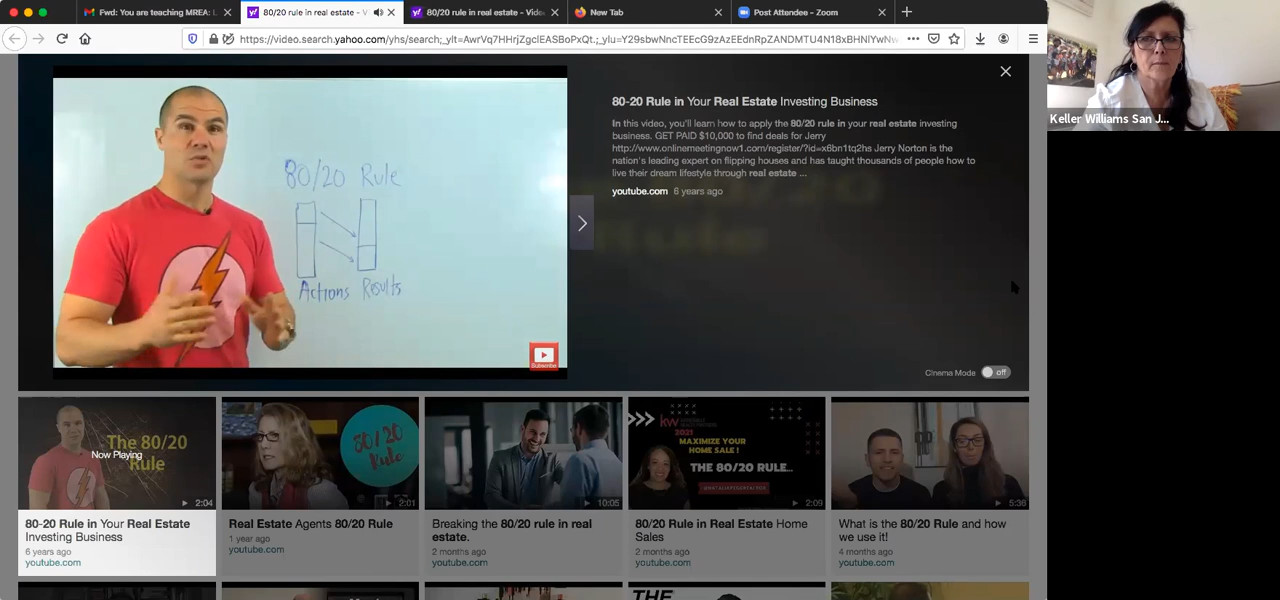 Fwd: You are teaching MREA: L
80/20 rule in real estate - V
80/20 rule in real estate - Vide
New Tab
Post Attendee - Zoom
https://video.search.yahoo.com/yhs/search;_ylt=AwrVq7HHrjZgclEASBoPxQt.;_ylu=Y29sbwNncTEEcG9zAzEEdnRpZANDMTU4N18xBHNlYwNw
Keller Williams San J...
80/20 Rule
Actions Results
Subscribe
80-20 Rule in Your Real Estate Investing Business
In this video, you'll learn how to apply the 80/20 rule in your real estate investing
business. GET PAID $10,000 to find deals for Jerry
http://www.onlinemeetingnow1.com/register/?id=x6bn1tq2hs Jerry Norton is the
nation's leading expert on flipping houses and has taught thousands of people how to
live their dream lifestyle through real estate ...
youtube.com 6 years ago
Cinema Mode off
The 80/20
Rule
Now Playing
2:04
80-20 Rule in Your Real Estate
Investing Business
6 years ago
youtube.com
80/20
Rule
2:01
Real Estate Agents 80/20 Rule
1 year ago
youtube.com
10:05
Breaking the 80/20 rule in real
estate.
2 months ago
youtube.com
kw
2021
MAXIMIZE YOUR
HOME SALE !
THE 80/20 RULE...
2:09
80/20 Rule in Real Estate Home
Sales
2 months ago
youtube.com
5:36
What is the 80/20 Rule and how
we use it!
4 months ago
youtube.com
THE